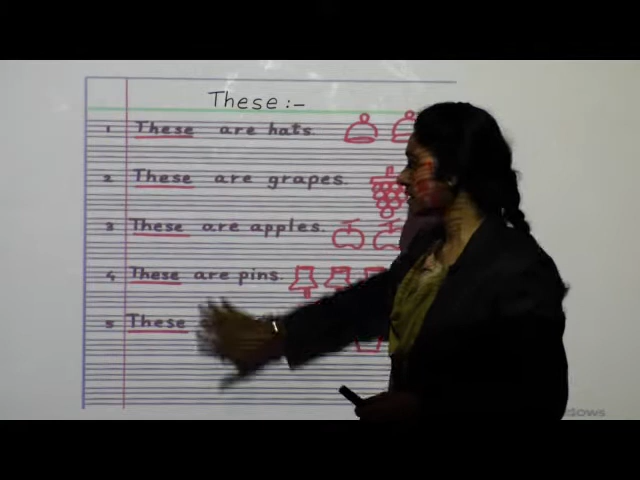 These :-
1 These are hats.
2 These are grapes.
3 These are apples.
4 These are pins.
5 These